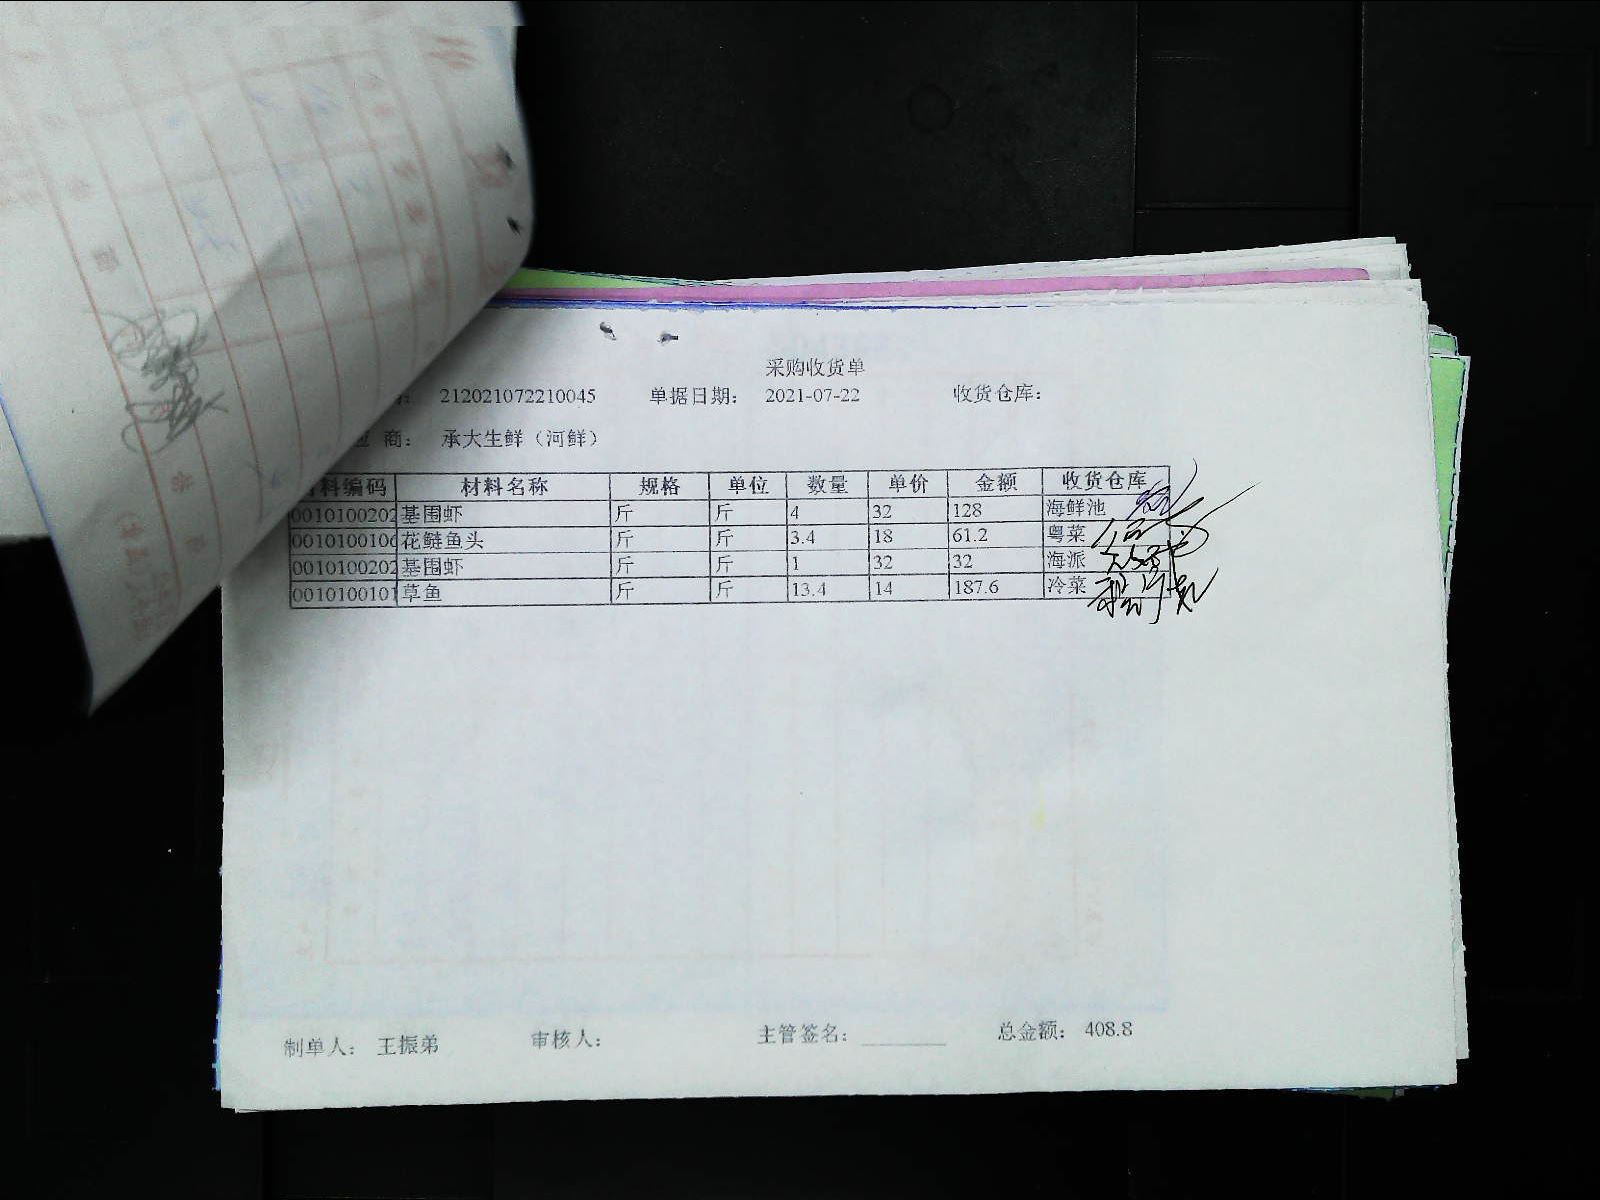 采购收货单
212021072210045 单据日期： 2021-07-22 收货仓库：
商： 承大生鲜（河鲜）
料编码 材料名称 规格 单位 数量 单价 金额 收货仓库
0010100202 基围虾 斤 斤 4 32 128 海鲜池
0010100106 花鲢鱼头 斤 斤 3.4 18 61.2 粤菜
0010100202 基围虾 斤 斤 1 32 32 海派
0010100101 草鱼 斤 斤 13.4 14 187.6 冷菜
制单人： 王振弟 审核人： 主管签名： 总金额： 408.8